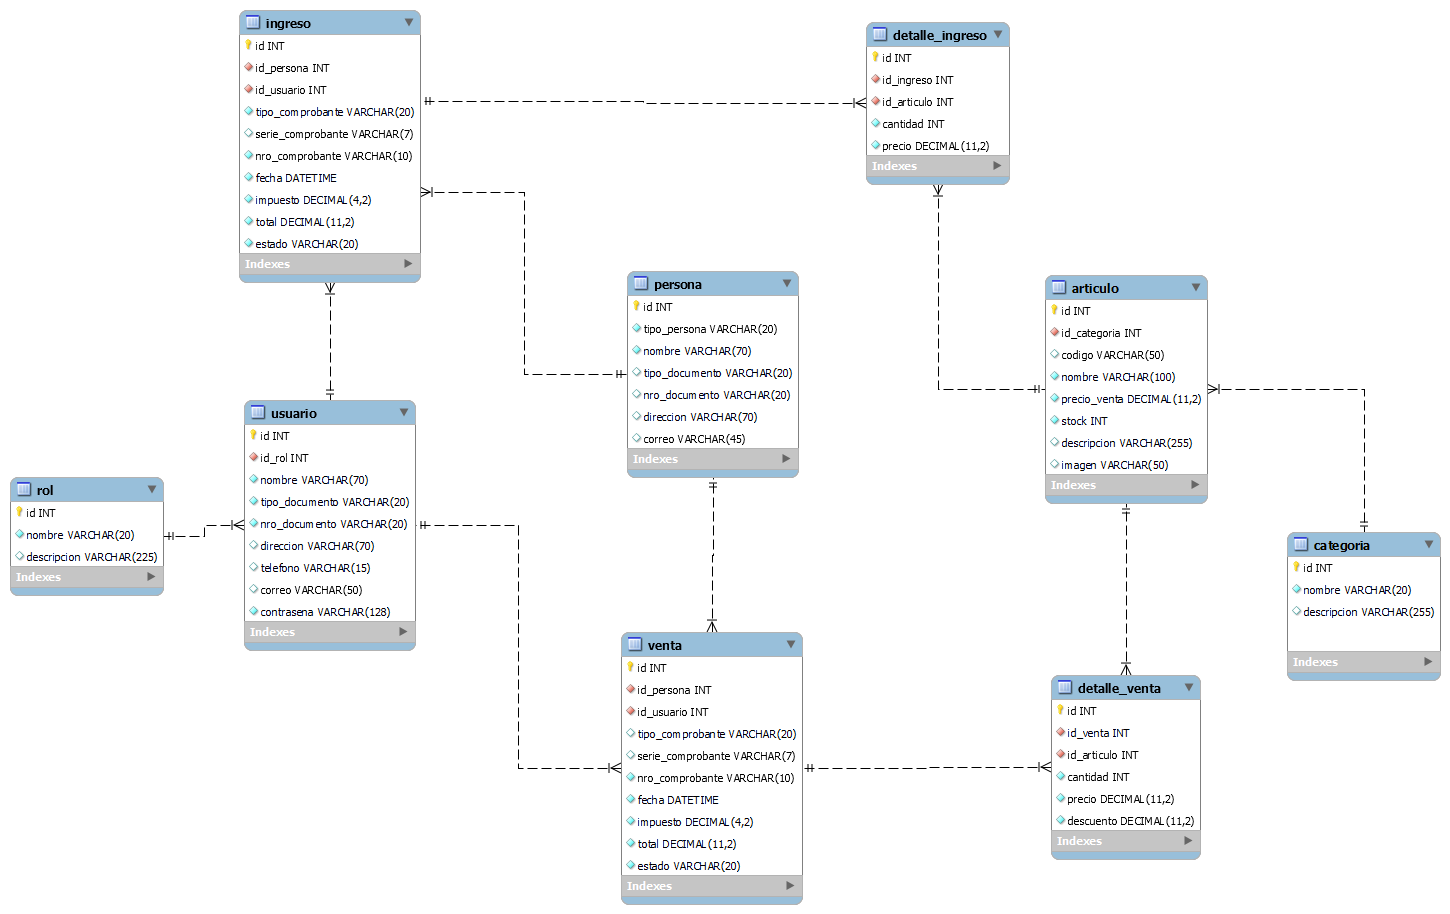 ingreso
id INT
id_persona INT
id_usuario INT
tipo_comprobante VARCHAR(20)
serie_comprobante VARCHAR(7)
nro_comprobante VARCHAR(10)
fecha DATETIME
impuesto DECIMAL(4,2)
total DECIMAL(11,2)
estado VARCHAR(20)
Indexes
detalle_ingreso
id INT
id_ingreso INT
id_articulo INT
cantidad INT
precio DECIMAL(11,2)
Indexes
persona
id INT
tipo_persona VARCHAR(20)
nombre VARCHAR(70)
tipo_documento VARCHAR(20)
nro_documento VARCHAR(20)
direccion VARCHAR(70)
correo VARCHAR(45)
Indexes
articulo
id INT
id_categoria INT
codigo VARCHAR(50)
nombre VARCHAR(100)
precio_venta DECIMAL(11,2)
stock INT
descripcion VARCHAR(255)
imagen VARCHAR(50)
Indexes
usuario
id INT
id_rol INT
nombre VARCHAR(70)
tipo_documento VARCHAR(20)
nro_documento VARCHAR(20)
direccion VARCHAR(70)
telefono VARCHAR(15)
correo VARCHAR(50)
contrasena VARCHAR(128)
Indexes
rol
id INT
nombre VARCHAR(20)
descripcion VARCHAR(225)
Indexes
categoria
id INT
nombre VARCHAR(20)
descripcion VARCHAR(255)
Indexes
venta
id INT
id_persona INT
id_usuario INT
tipo_comprobante VARCHAR(20)
serie_comprobante VARCHAR(7)
nro_comprobante VARCHAR(10)
fecha DATETIME
impuesto DECIMAL(4,2)
total DECIMAL(11,2)
estado VARCHAR(20)
Indexes
detalle_venta
id INT
id_venta INT
id_articulo INT
cantidad INT
precio DECIMAL(11,2)
descuento DECIMAL(11,2)
Indexes